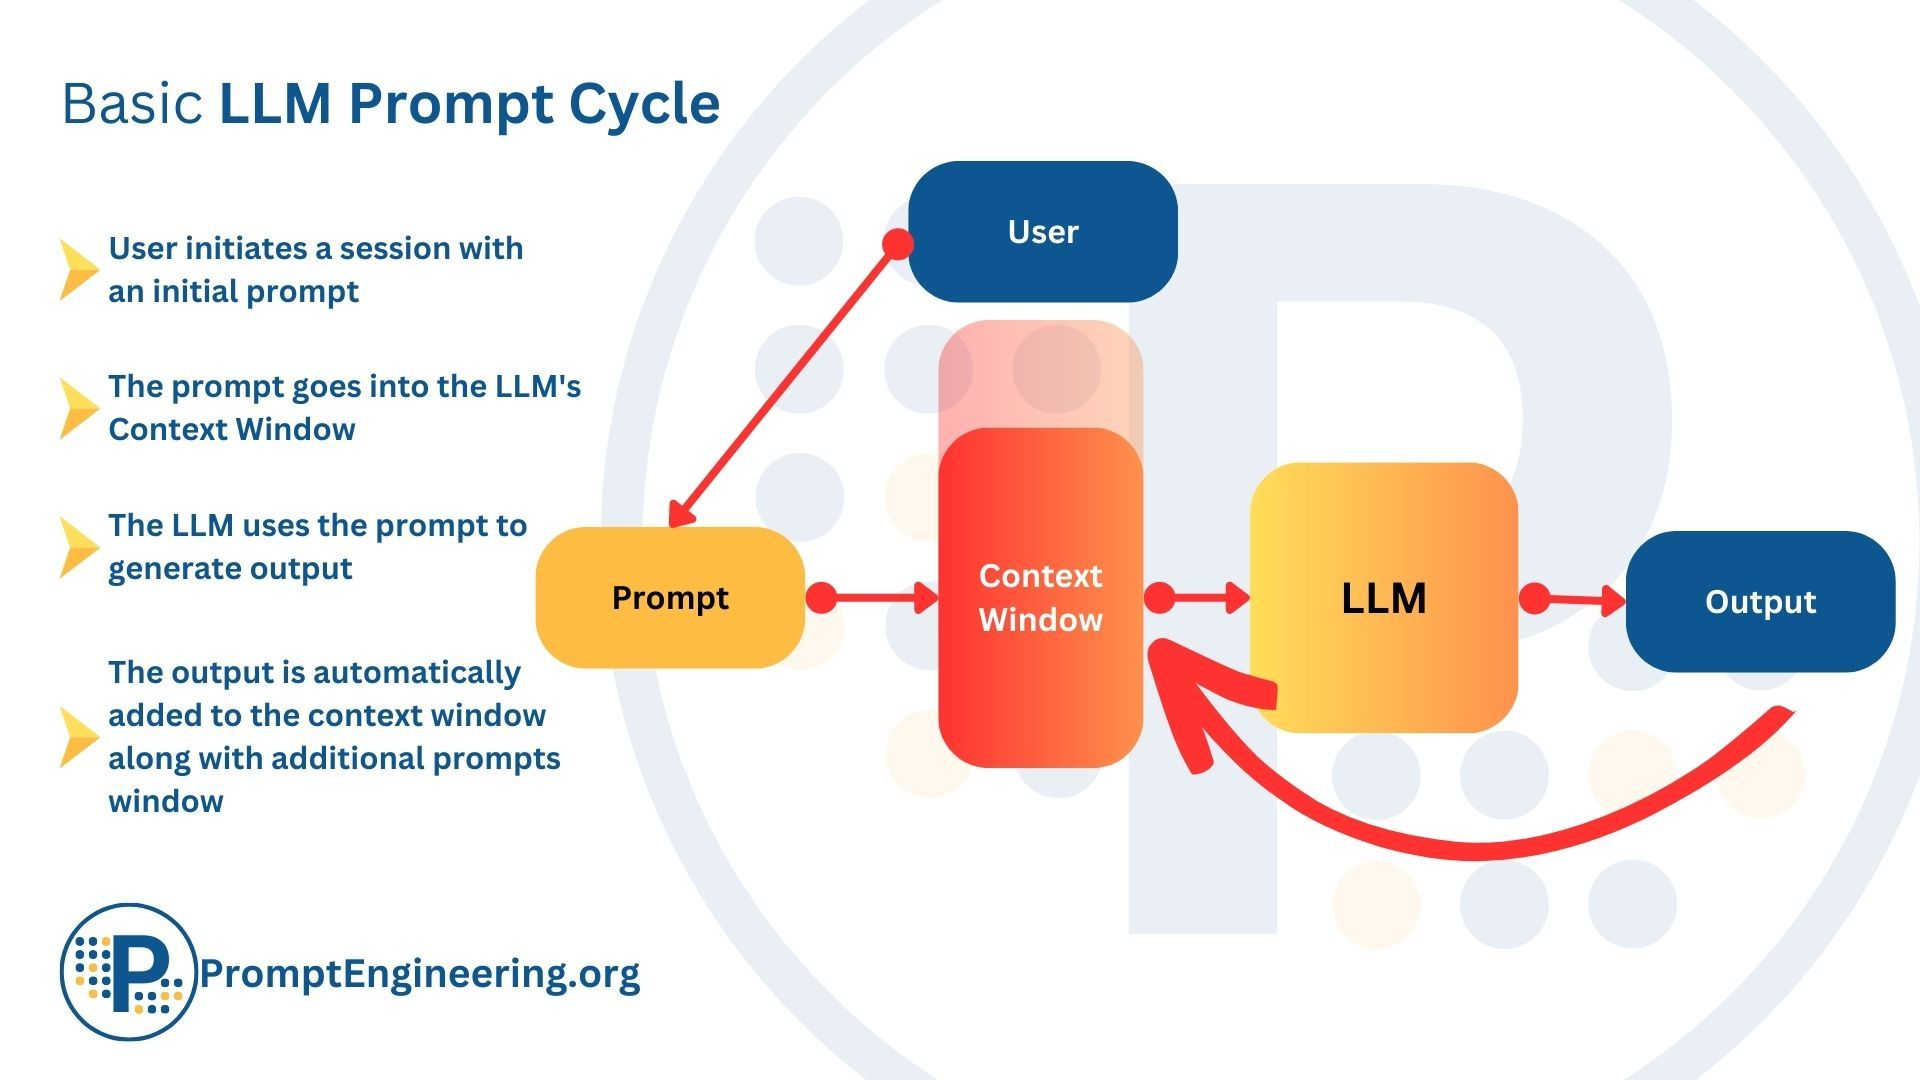 Basic LLM Prompt Cycle
User initiates a session with
an initial prompt
The prompt goes into the LLM's
Context Window
The LLM uses the prompt to
generate output
The output is automatically
added to the context window
along with additional prompts
window
User
Prompt
Context
Window
LLM
Output
P
PromptEngineering.org